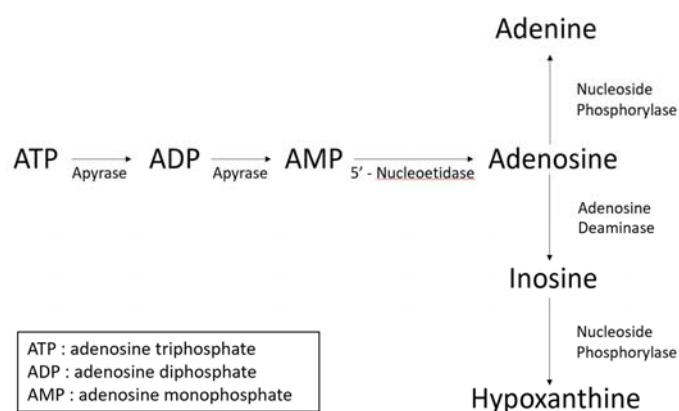 Adenine
Nucleoside
Phosphorylase
ATP
Apyrase
ADP
Apyrase
AMP
5' - Nucleoetidase
Adenosine
Adenosine
Deaminase
Inosine
Nucleoside
Phosphorylase
Hypoxanthine
ATP : adenosine triphosphate
ADP : adenosine diphosphate
AMP : adenosine monophosphate